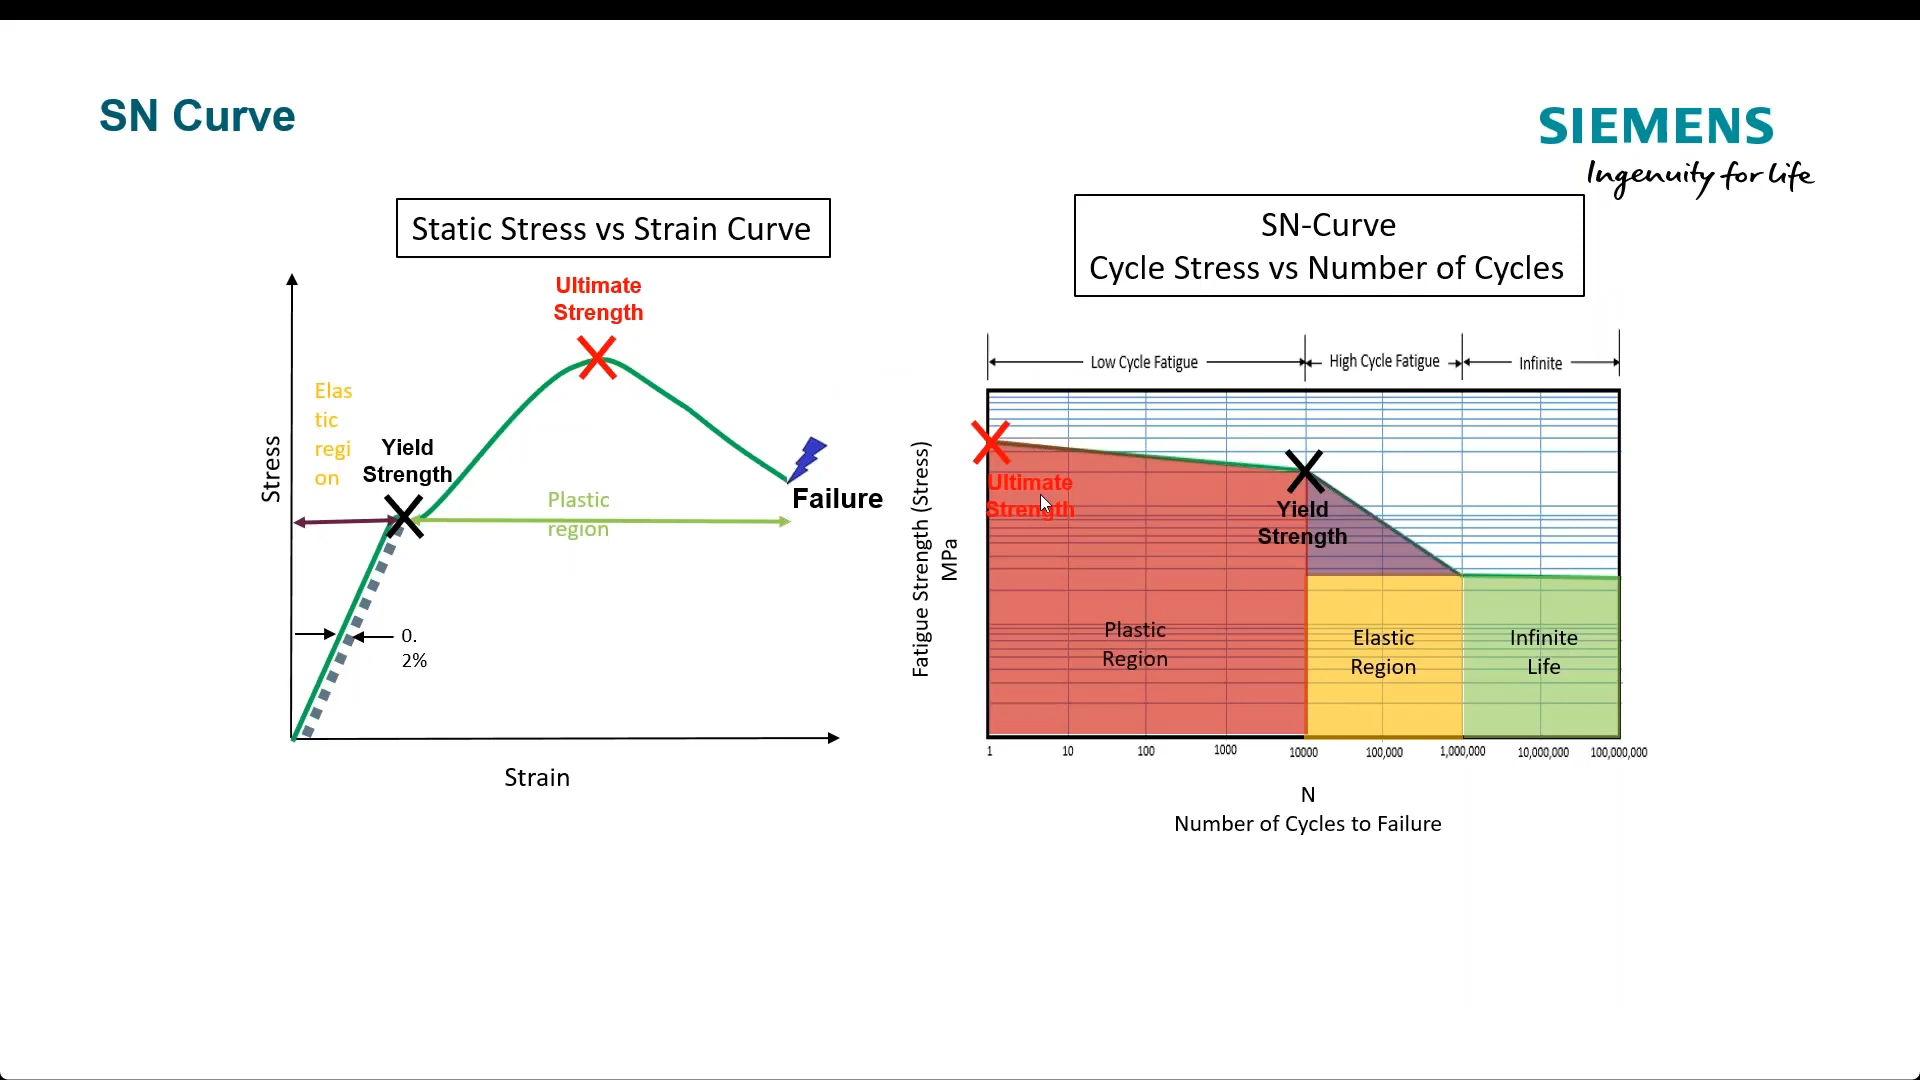 SN Curve
SIEMENS
Ingenuity for life
Static Stress vs Strain Curve
Ultimate
Strength
Elas
tic
regi
on
Yield
Strength
Stress
Plastic
region
Failure
0.
2%
Strain
SN-Curve
Cycle Stress vs Number of Cycles
Low Cycle Fatigue
High Cycle Fatigue
Infinite
Ultimate
Strength
Yield
Strength
Fatigue Strength (Stress)
MPa
Plastic
Region
Elastic
Region
Infinite
Life
1 10 100 1000 10000 100,000 1,000,000 10,000,000 100,000,000
N
Number of Cycles to Failure